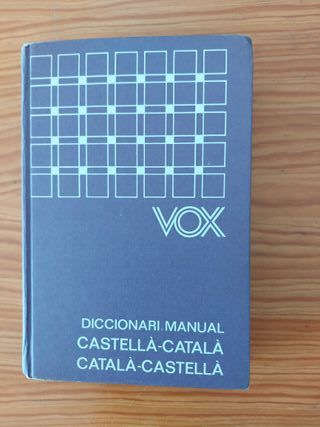 VOX
DICCIONARI MANUAL
CASTELLÀ-CATALÀ
CATALÀ-CASTELLÀ